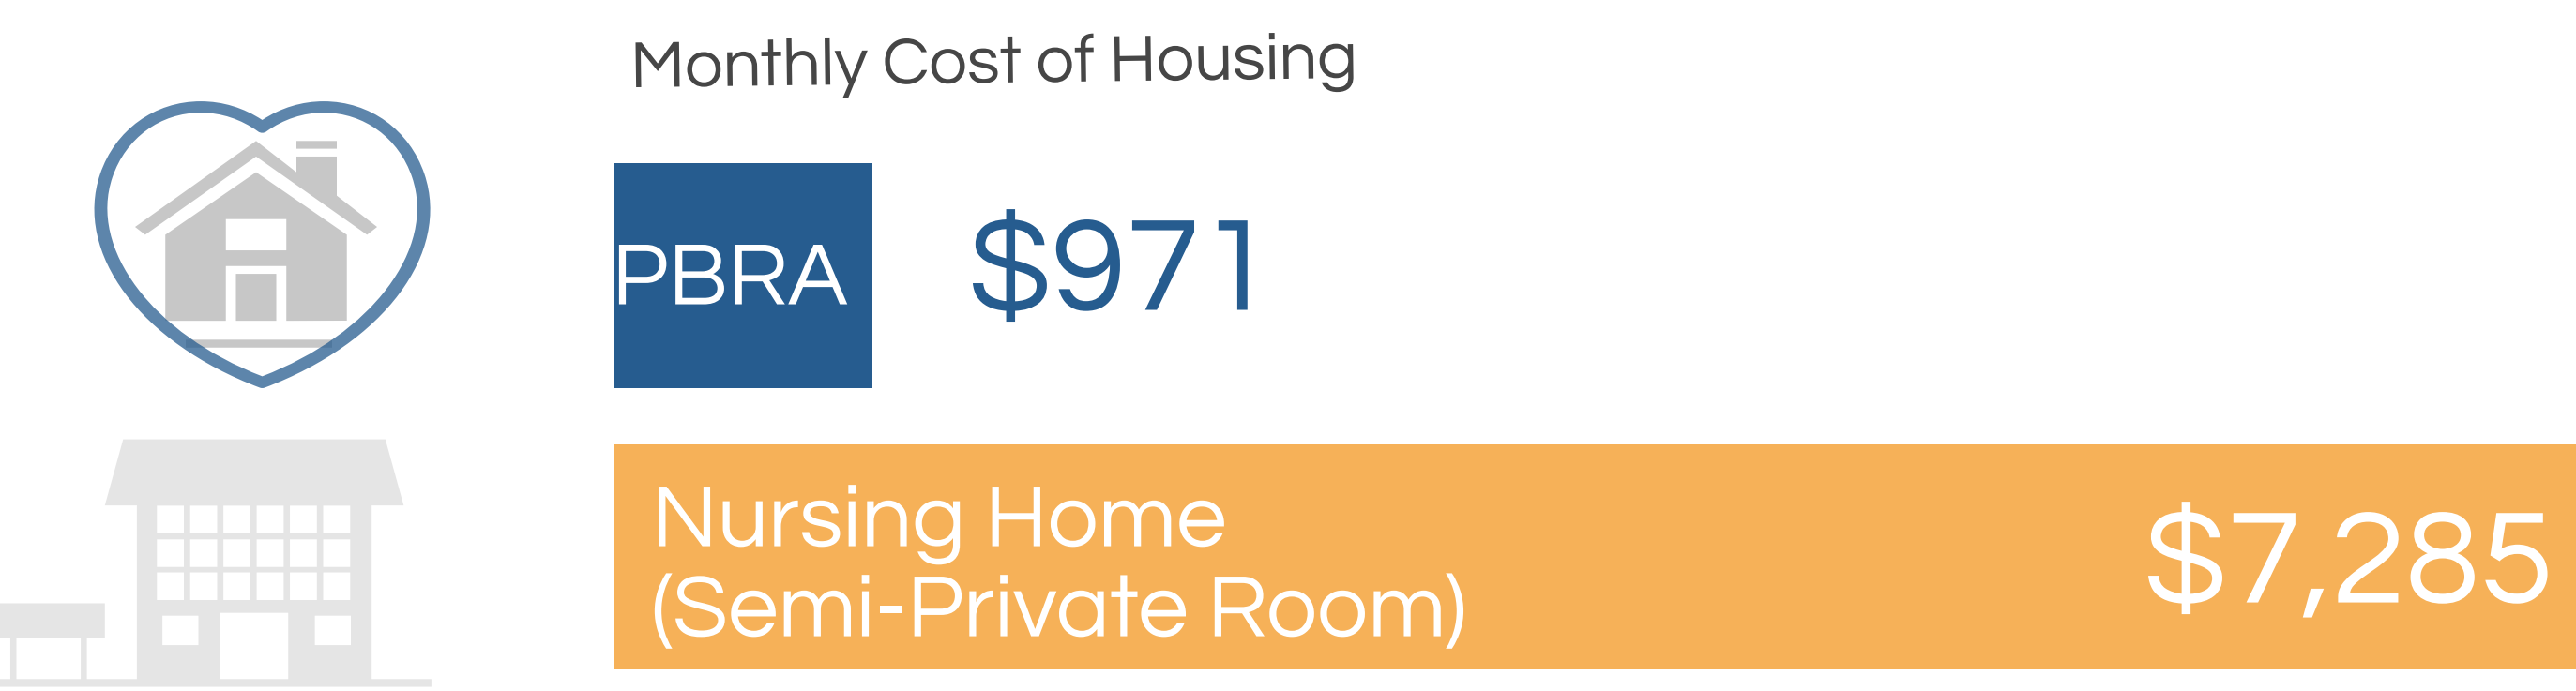 Monthly Cost of Housing
PBRA
$971
Nursing Home
(Semi-Private Room)
$7,285